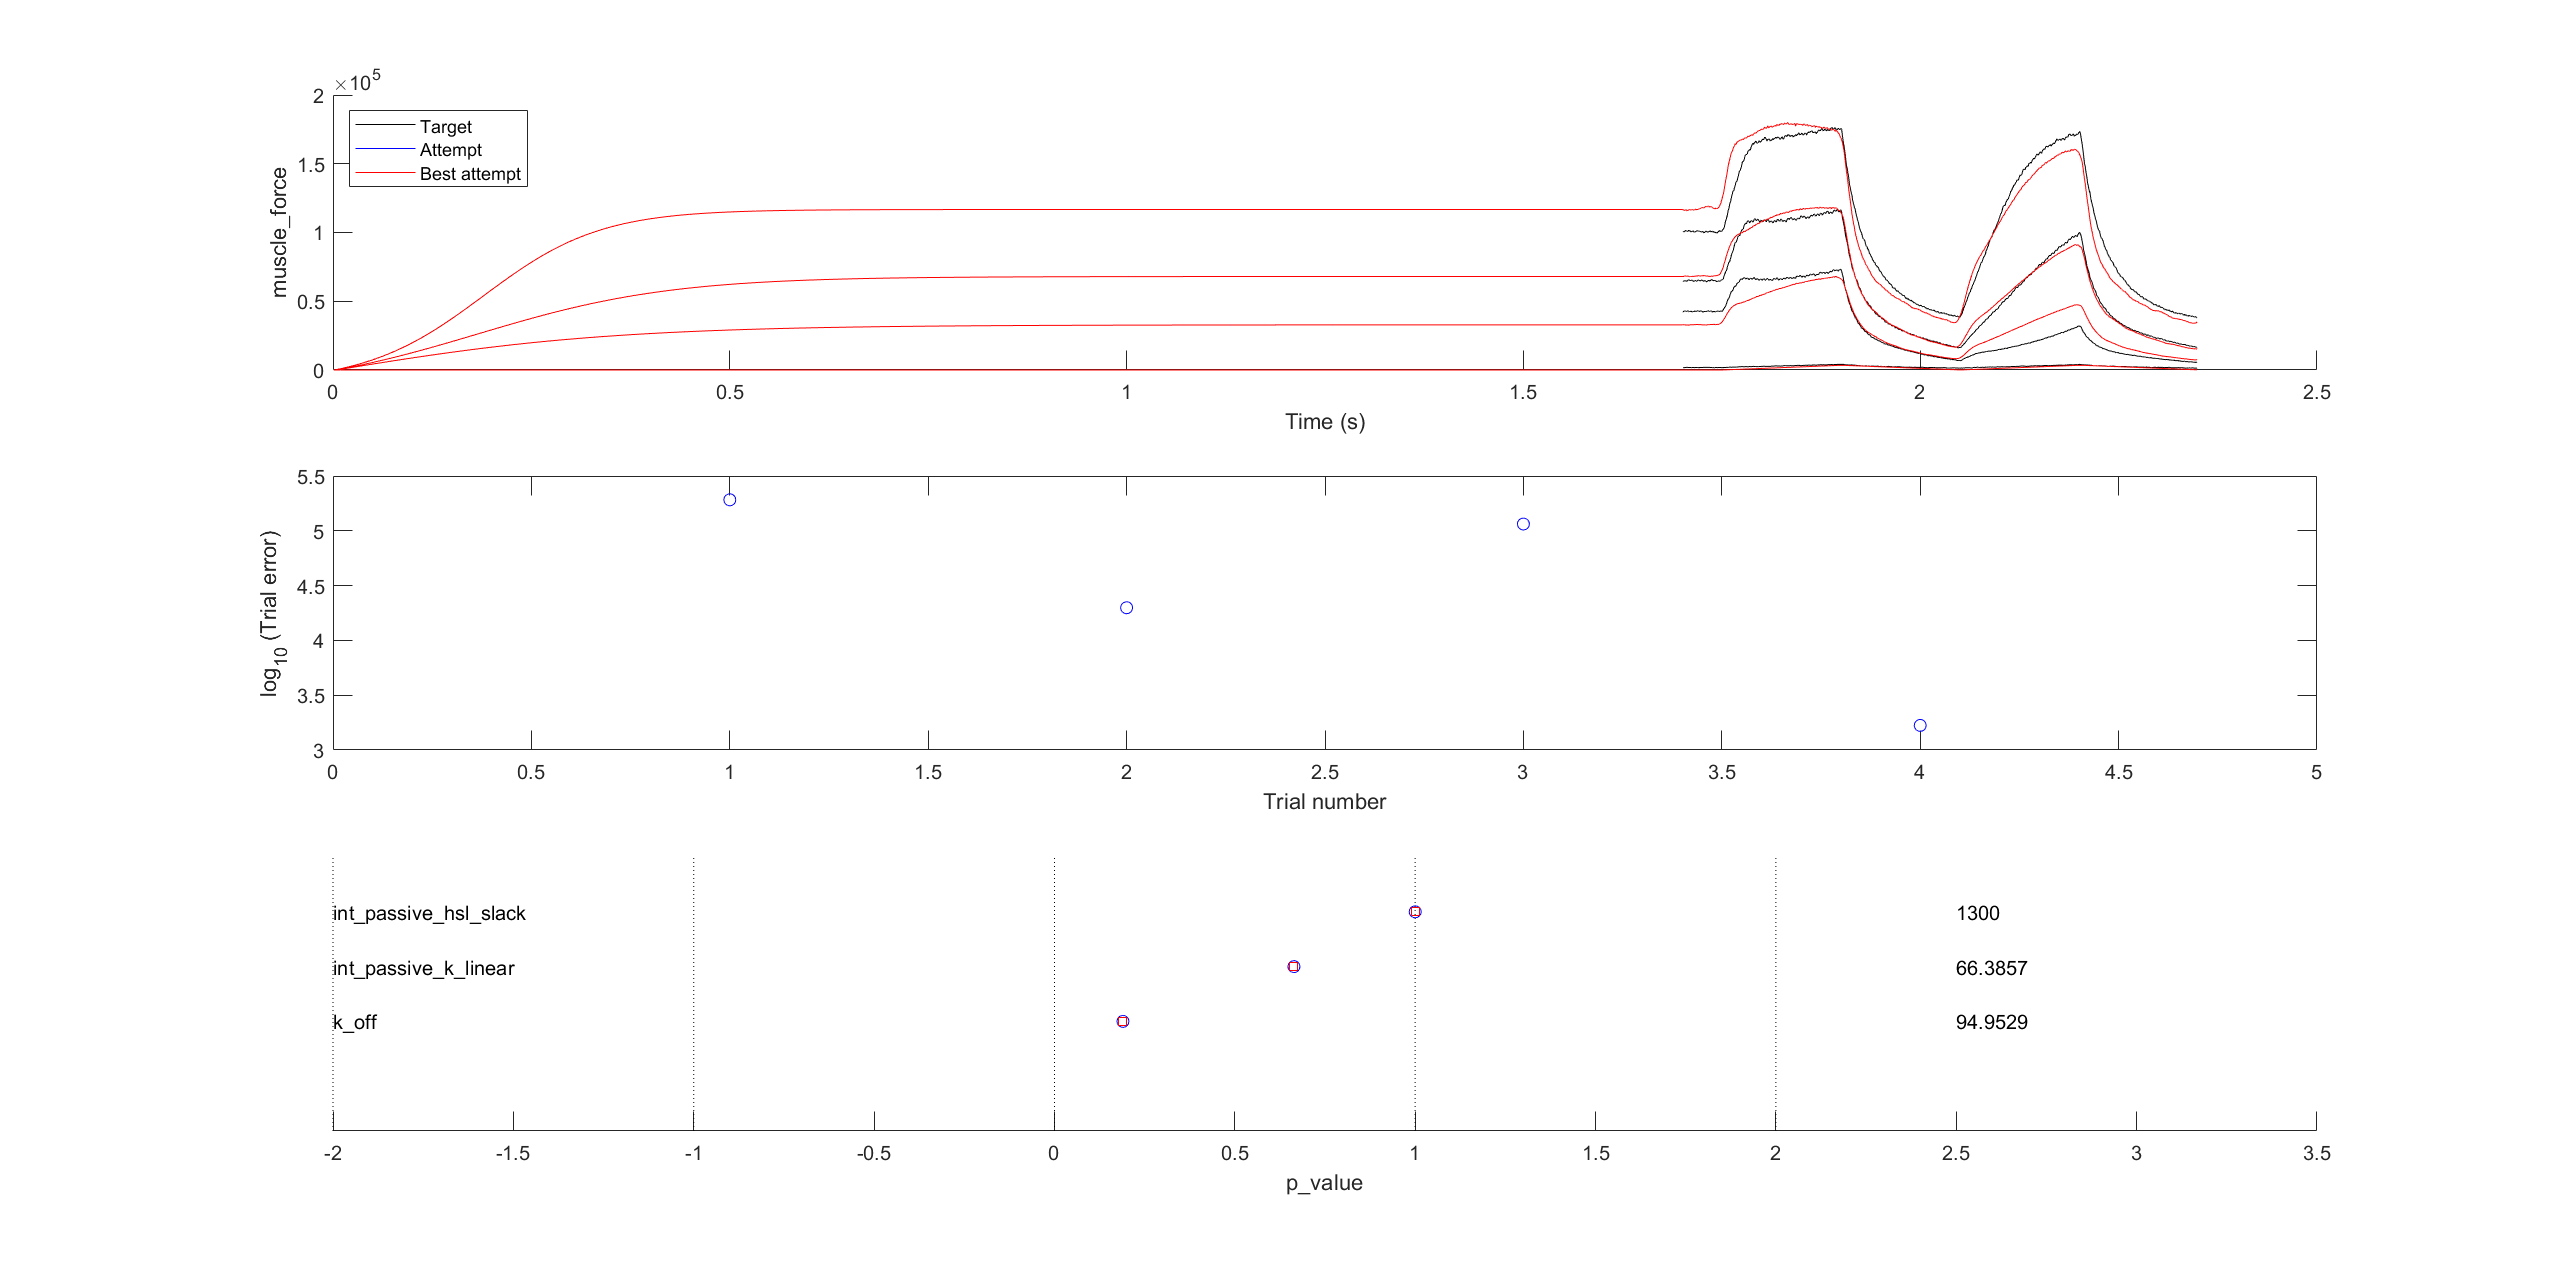 ×10^5
2
1.5
1
0.5
0
muscle_force
Target
Attempt
Best attempt
0 0.5 1 1.5 2 2.5
Time (s)
5.5
5
4.5
4
3.5
3
log_10 (Trial error)
0 0.5 1 1.5 2 2.5 3 3.5 4 4.5 5
Trial number
int_passive_hsl_slack 1300
int_passive_k_linear 66.3857
k_off 94.9529
-2 -1.5 -1 -0.5 0 0.5 1 1.5 2 2.5 3 3.5
p_value